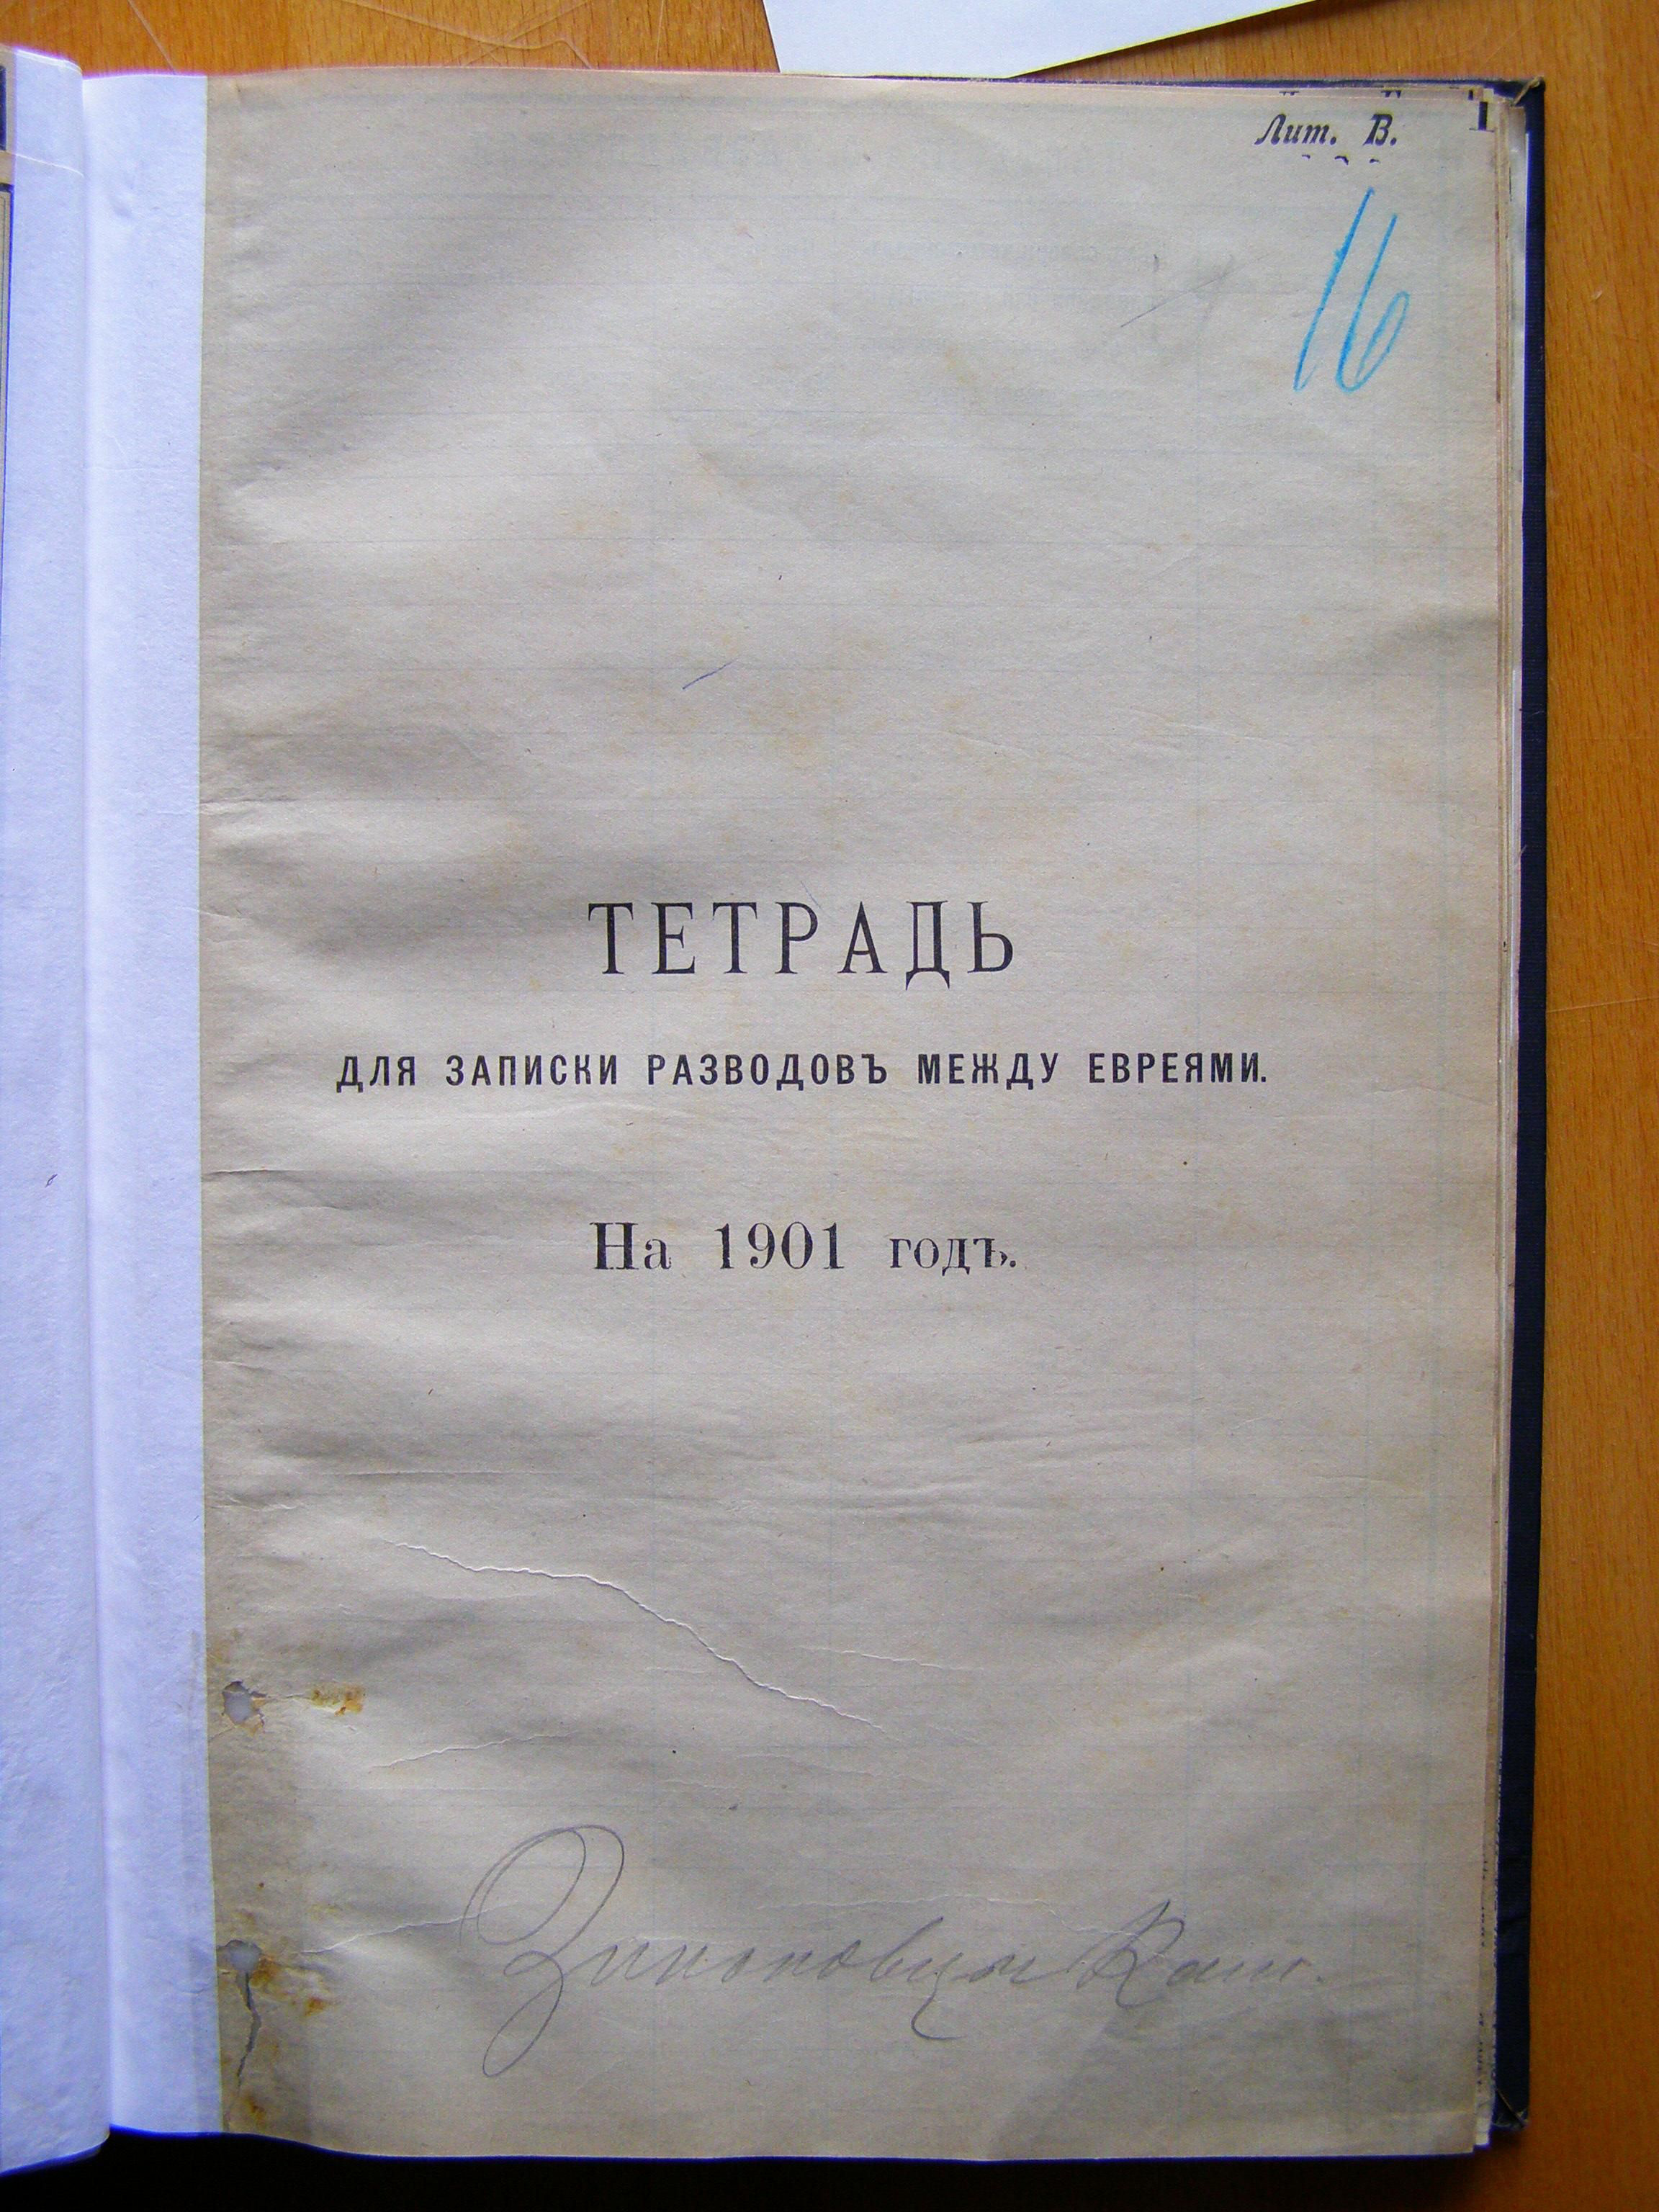 Лит. В.
16
ТЕТРАДЬ
ДЛЯ ЗАПИСКИ РАЗВОДОВЪ МЕЖДУ ЕВРЕЯМИ.
На 1901 годъ.